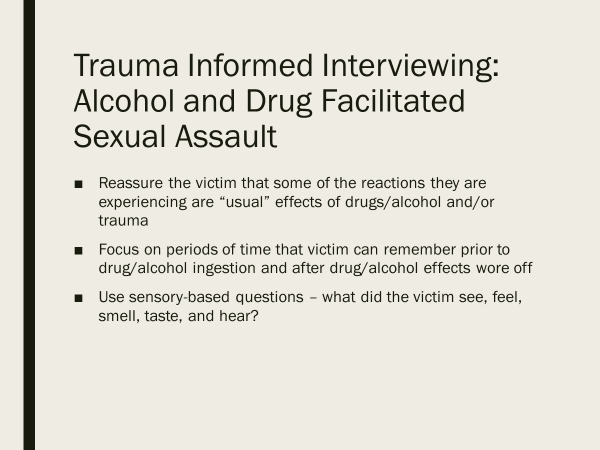 Trauma Informed Interviewing:
Alcohol and Drug Facilitated
Sexual Assault
■ Reassure the victim that some of the reactions they are
experiencing are “usual” effects of drugs/alcohol and/or
trauma
■ Focus on periods of time that victim can remember prior to
drug/alcohol ingestion and after drug/alcohol effects wore off
■ Use sensory-based questions – what did the victim see, feel,
smell, taste, and hear?